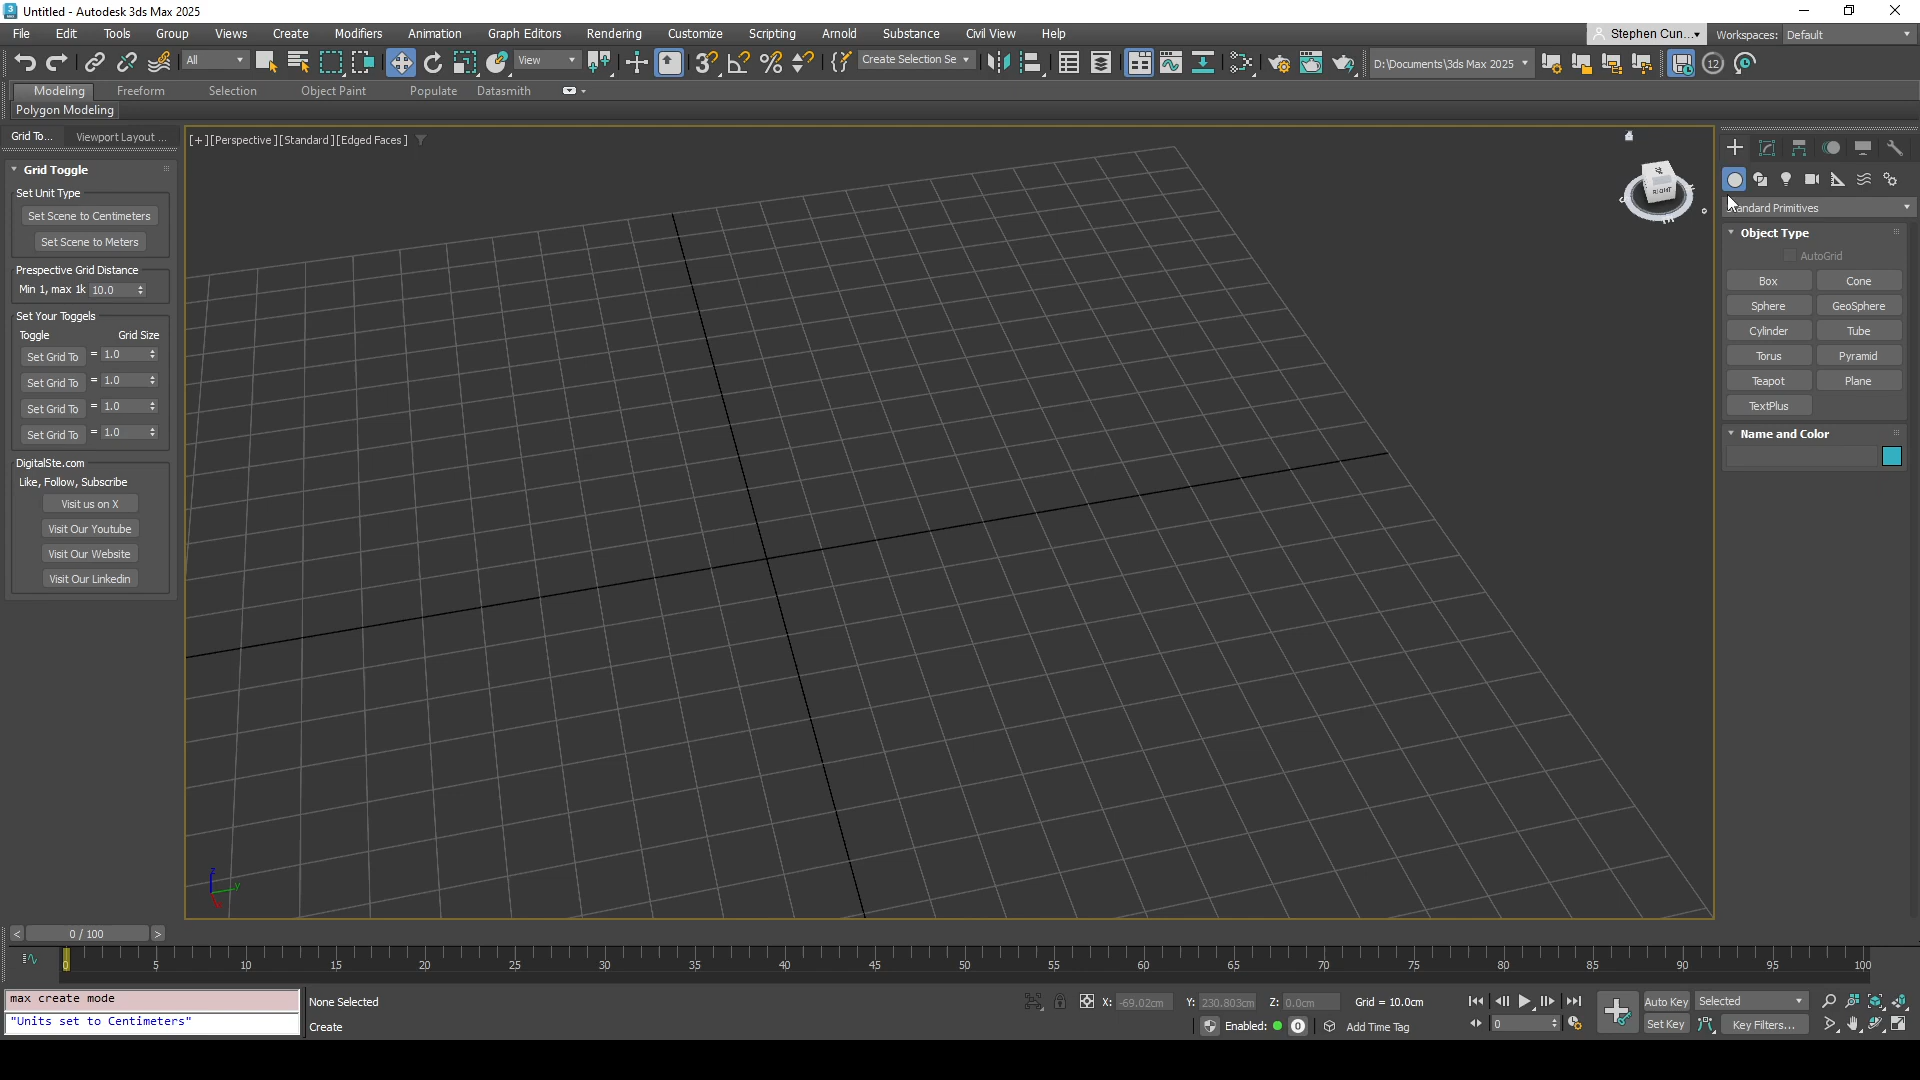 Untitled - Autodesk 3ds Max 2025
File Edit Tools Group Views Create Modifiers Animation Graph Editors Rendering Customize Scripting Arnold Substance Civil View Help
Stephen Cun... Workspaces: Default
All View Create Selection Se D:\Documents\3ds Max 2025
Modeling Freeform Selection Object Paint Populate Datasmith
Polygon Modeling
Grid To... Viewport Layout ...
[+][Perspective][Standard][Edged Faces]
Grid Toggle
Set Unit Type
Set Scene to Centimeters
Set Scene to Meters
Prespective Grid Distance
Min 1, max 1k 10.0
Set Your Toggels
Toggle Grid Size
Set Grid To = 1.0
Set Grid To = 1.0
Set Grid To = 1.0
Set Grid To = 1.0
DigitalSte.com
Like, Follow, Subscribe
Visit us on X
Visit Our Youtube
Visit Our Website
Visit Our Linkedin
RIGHT
Primitives
Object Type
AutoGrid
Box Cone
Sphere GeoSphere
Cylinder Tube
Torus Pyramid
Teapot Plane
TextPlus
Name and Color
z
y
< 0 / 100 >
0 5 10 15 20 25 30 35 40 45 50 55 60 65 70 75 80 85 90 95 100
max create mode
"Units set to Centimeters"
None Selected
Create
X: -69.02cm Y: 230.803cm Z: 0.0cm Grid = 10.0cm
Enabled: 0 Add Time Tag
0
Auto Key Selected
Set Key Key Filters...